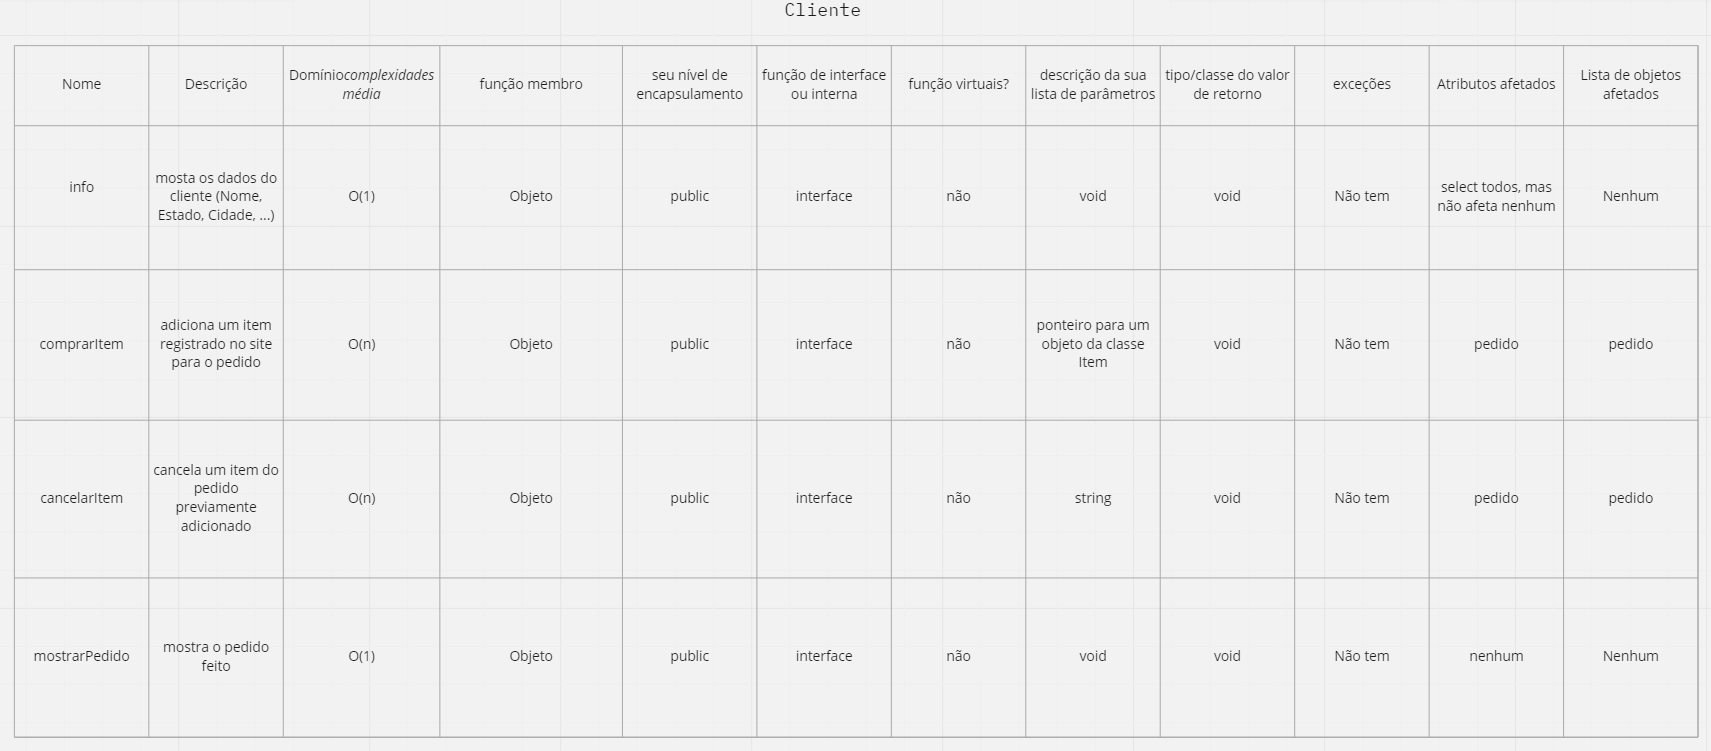 Cliente
Nome
Descrição
Domíniocomplexidades
média
função membro
seu nível de
encapsulamento
função de interface
ou interna
função virtuais?
descrição da sua
lista de parâmetros
tipo/classe do valor
de retorno
exceções
Atributos afetados
Lista de objetos
afetados
info
mosta os dados do
cliente (Nome,
Estado, Cidade, ...)
O(1)
Objeto
public
interface
não
void
void
Não tem
select todos, mas
não afeta nenhum
Nenhum
comprarItem
adiciona um item
registrado no site
para o pedido
O(n)
Objeto
public
interface
não
ponteiro para um
objeto da classe
Item
void
Não tem
pedido
pedido
cancelarItem
cancela um item do
pedido
previamente
adicionado
O(n)
Objeto
public
interface
não
string
void
Não tem
pedido
pedido
mostrarPedido
mostra o pedido
feito
O(1)
Objeto
public
interface
não
void
void
Não tem
nenhum
Nenhum